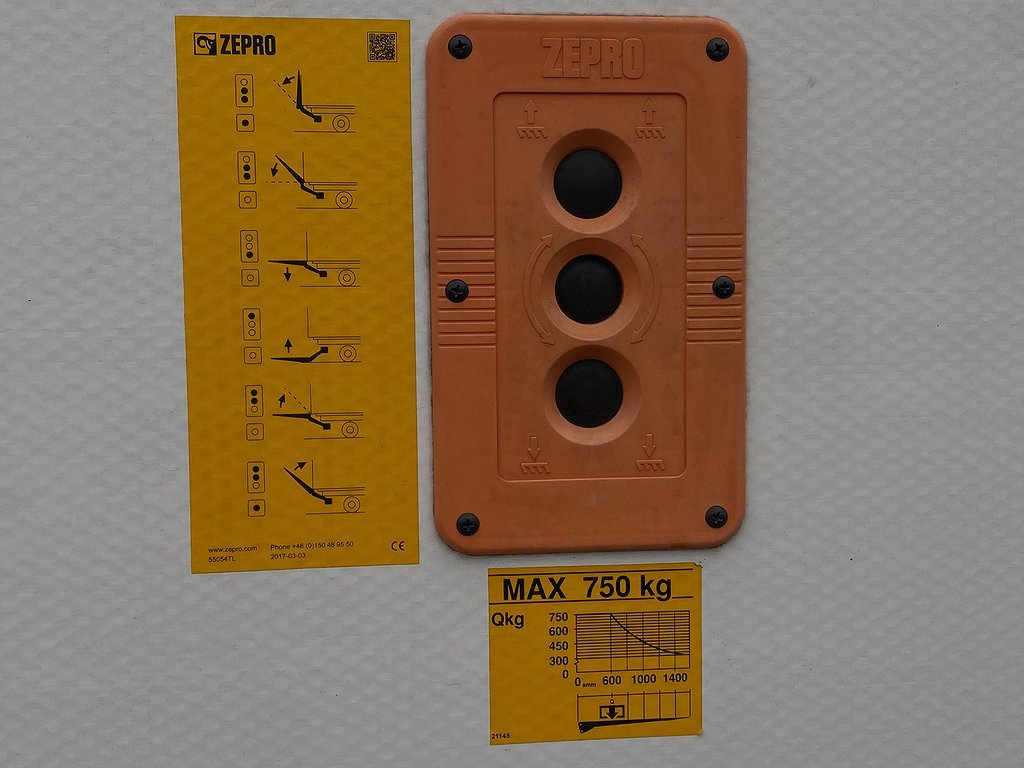 ZEPRO
www.zepro.com Phone +46 (0)150 48 95 50
55054TL 2017-03-03
CE
ZEPRO
MAX 750 kg
Qkg
750
600
450
300
0
0 amm 600 1000 1400
Q
21145